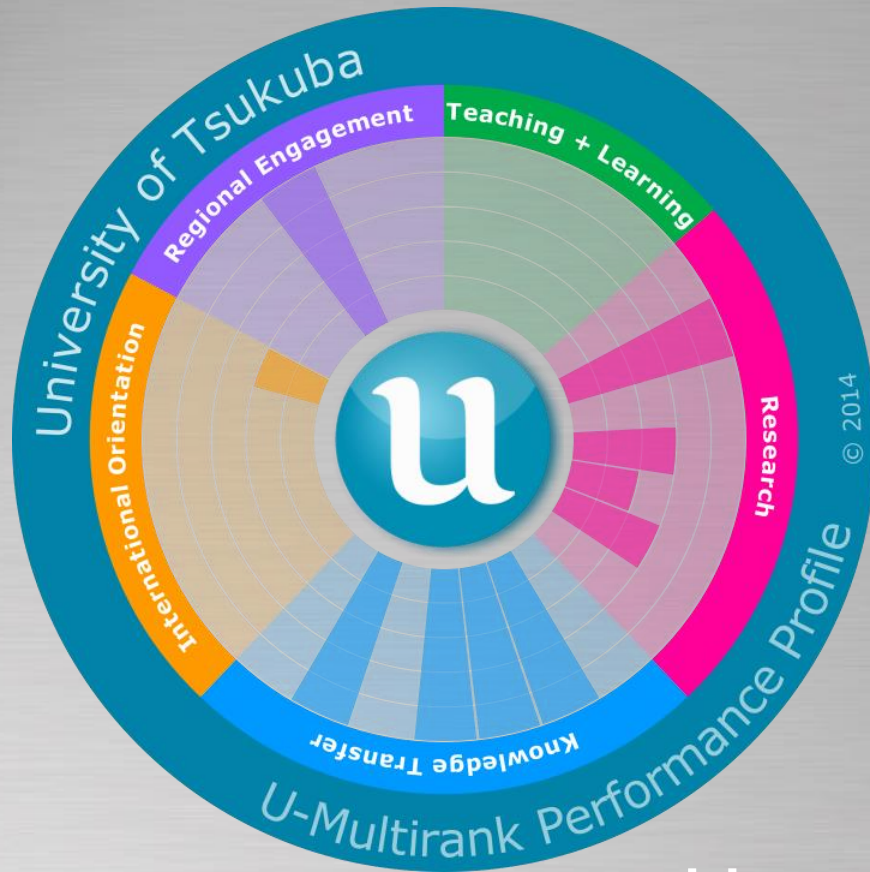 University of Tsukuba
Regional Engagement
Teaching + Learning
International Orientation
Research
Knowledge Transfer
u
© 2014
U-Multirank Performance Profile